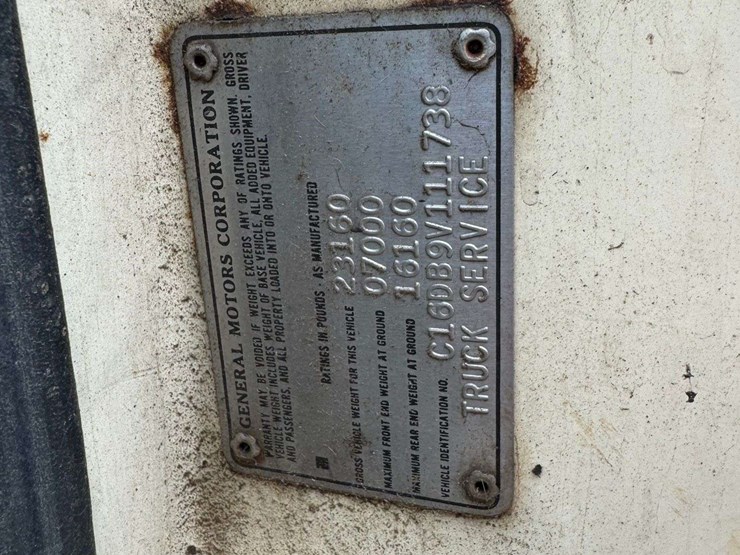 GENERAL MOTORS CORPORATION
WARRANTY MAY BE VOIDED IF WEIGHT EXCEEDS ANY OF RATINGS SHOWN. GROSS
VEHICLE WEIGHT INCLUDES WEIGHT OF BASE VEHICLE, ALL ADDED EQUIPMENT, DRIVER
AND PASSENGERS, AND ALL PROPERTY LOADED INTO OR ONTO VEHICLE.
RATINGS IN POUNDS - AS MANUFACTURED
GROSS VEHICLE WEIGHT FOR THIS VEHICLE 23160
MAXIMUM FRONT END WEIGHT AT GROUND 07000
MAXIMUM REAR END WEIGHT AT GROUND 16160
VEHICLE IDENTIFICATION NO. C16DB9V111738
TRUCK SERVICE